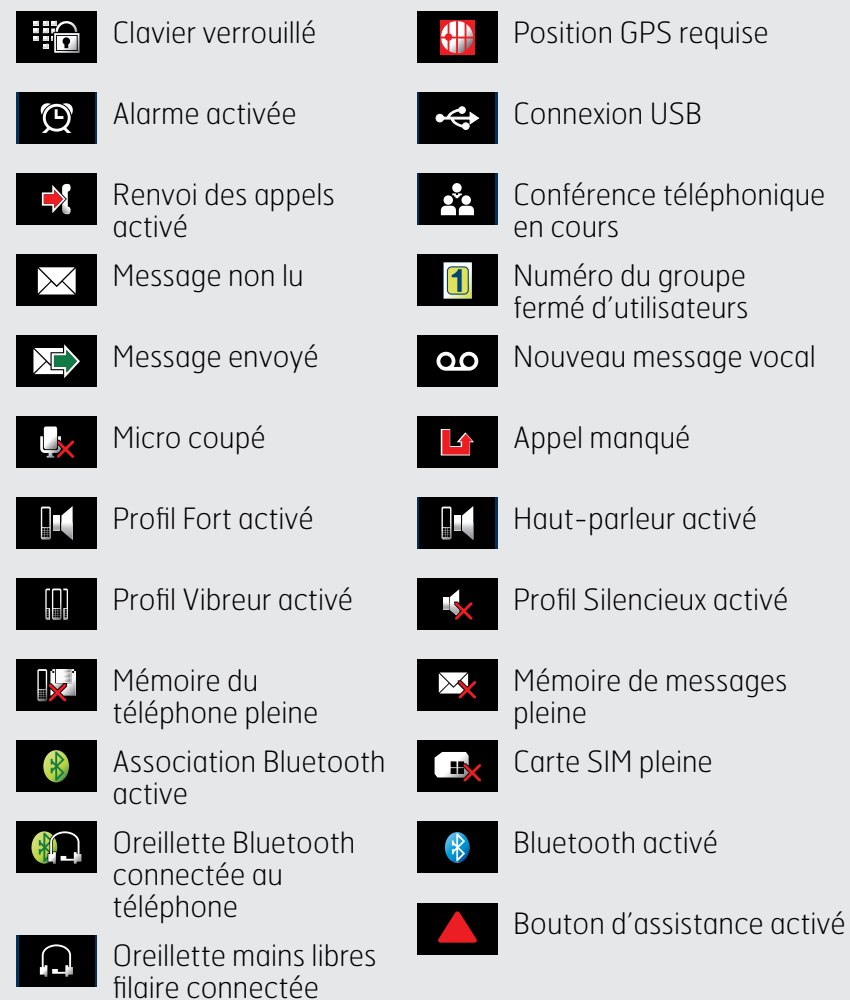 Clavier verrouillé
Alarme activée
Renvoi des appels
activé
Message non lu
Message envoyé
Micro coupé
Profil Fort activé
Profil Vibreur activé
Mémoire du
téléphone pleine
Association Bluetooth
active
Oreillette Bluetooth
connectée au
téléphone
Oreillette mains libres
filaire connectée
Position GPS requise
Connexion USB
Conférence téléphonique
en cours
1
Numéro du groupe
fermé d’utilisateurs
Nouveau message vocal
Appel manqué
Haut-parleur activé
Profil Silencieux activé
Mémoire de messages
pleine
Carte SIM pleine
Bluetooth activé
Bouton d’assistance activé